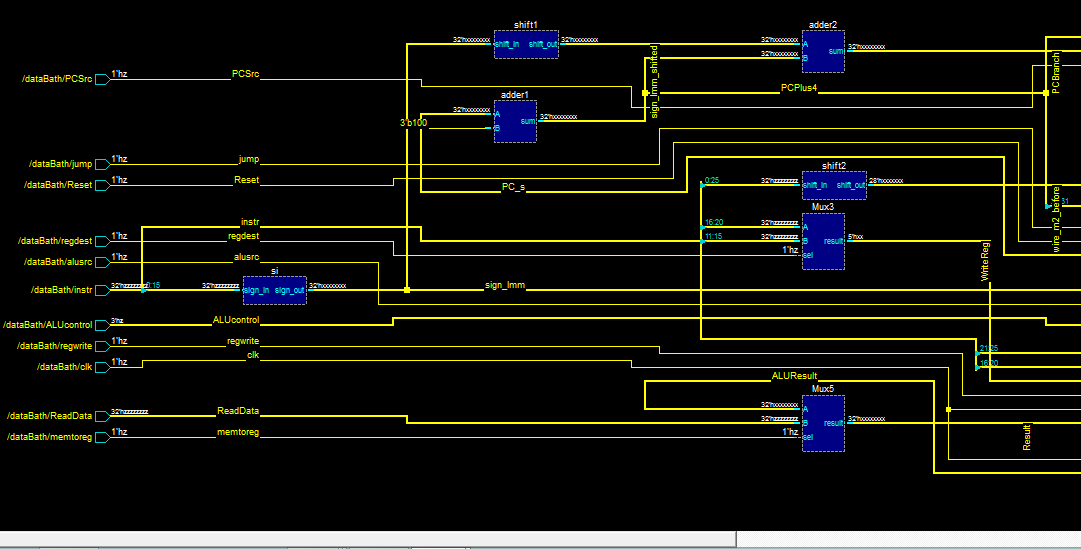 shift1
adder2
32'hxxxxxxxx
shift_in
shift_out
32'hxxxxxxxx
32'hxxxxxxxx
A
sum
32'hxxxxxxxx
32'hxxxxxxxx
B
/dataBath/PCSrc
1'hz
PCSrc
sign_Imm_shifted
PCPlus4
PCBranch
adder1
32'hxxxxxxxx
A
sum
32'hxxxxxxxx
3'b100
B
/dataBath/jump
1'hz
jump
/dataBath/Reset
1'hz
Reset
PC_s
shift2
0:25
32'hzzzzzzzz
shift_in
shift_out
28'hxxxxxxx
wire_m2_before
31
Mux3
instr
16:20
32'hzzzzzzzz
A
/dataBath/regdest
1'hz
regdest
11:15
32'hzzzzzzzz
B
result
5'hxx
1'hz
sel
WriteReg
/dataBath/alusrc
1'hz
alusrc
si
/dataBath/instr
32'hzzzzzzzz
0:15
32'hzzzzzzzz
sign_in
sign_out
32'hxxxxxxxx
sign_Imm
/dataBath/ALUcontrol
3'hz
ALUcontrol
/dataBath/regwrite
1'hz
regwrite
21:25
/dataBath/clk
1'hz
clk
16:20
ALUResult
Mux5
/dataBath/ReadData
32'hzzzzzzzz
ReadData
32'hxxxxxxxx
A
32'hzzzzzzzz
B
result
32'hxxxxxxxx
/dataBath/memtoreg
1'hz
memtoreg
1'hz
sel
Result